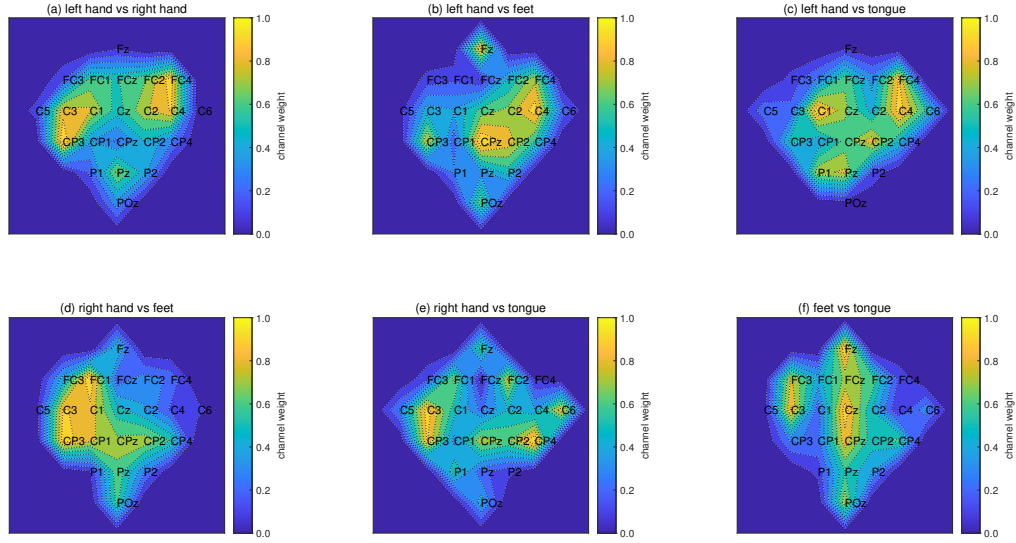 (a) left hand vs right hand
Fz
FC3 FC1 FCz FC2 FC4
C5 C3 C1 Cz C2 C4 C6
CP3 CP1 CPz CP2 CP4
P1 Pz P2
POz
1.0
0.8
0.6
0.4
0.2
0.0
channel weight
(b) left hand vs feet
Fz
FC3 FC1 FCz FC2 FC4
C5 C3 C1 Cz C2 C4 C6
CP3 CP1 CPz CP2 CP4
P1 Pz P2
POz
1.0
0.8
0.6
0.4
0.2
0.0
channel weight
(c) left hand vs tongue
Fz
FC3 FC1 FCz FC2 FC4
C5 C3 C1 Cz C2 C4 C6
CP3 CP1 CPz CP2 CP4
P1 Pz P2
POz
1.0
0.8
0.6
0.4
0.2
0.0
channel weight
(d) right hand vs feet
Fz
FC3 FC1 FCz FC2 FC4
C5 C3 C1 Cz C2 C4 C6
CP3 CP1 CPz CP2 CP4
P1 Pz P2
POz
1.0
0.8
0.6
0.4
0.2
0.0
channel weight
(e) right hand vs tongue
Fz
FC3 FC1 FCz FC2 FC4
C5 C3 C1 Cz C2 C4 C6
CP3 CP1 CPz CP2 CP4
P1 Pz P2
POz
1.0
0.8
0.6
0.4
0.2
0.0
channel weight
(f) feet vs tongue
Fz
FC3 FC1 FCz FC2 FC4
C5 C3 C1 Cz C2 C4 C6
CP3 CP1 CPz CP2 CP4
P1 Pz P2
POz
1.0
0.8
0.6
0.4
0.2
0.0
channel weight